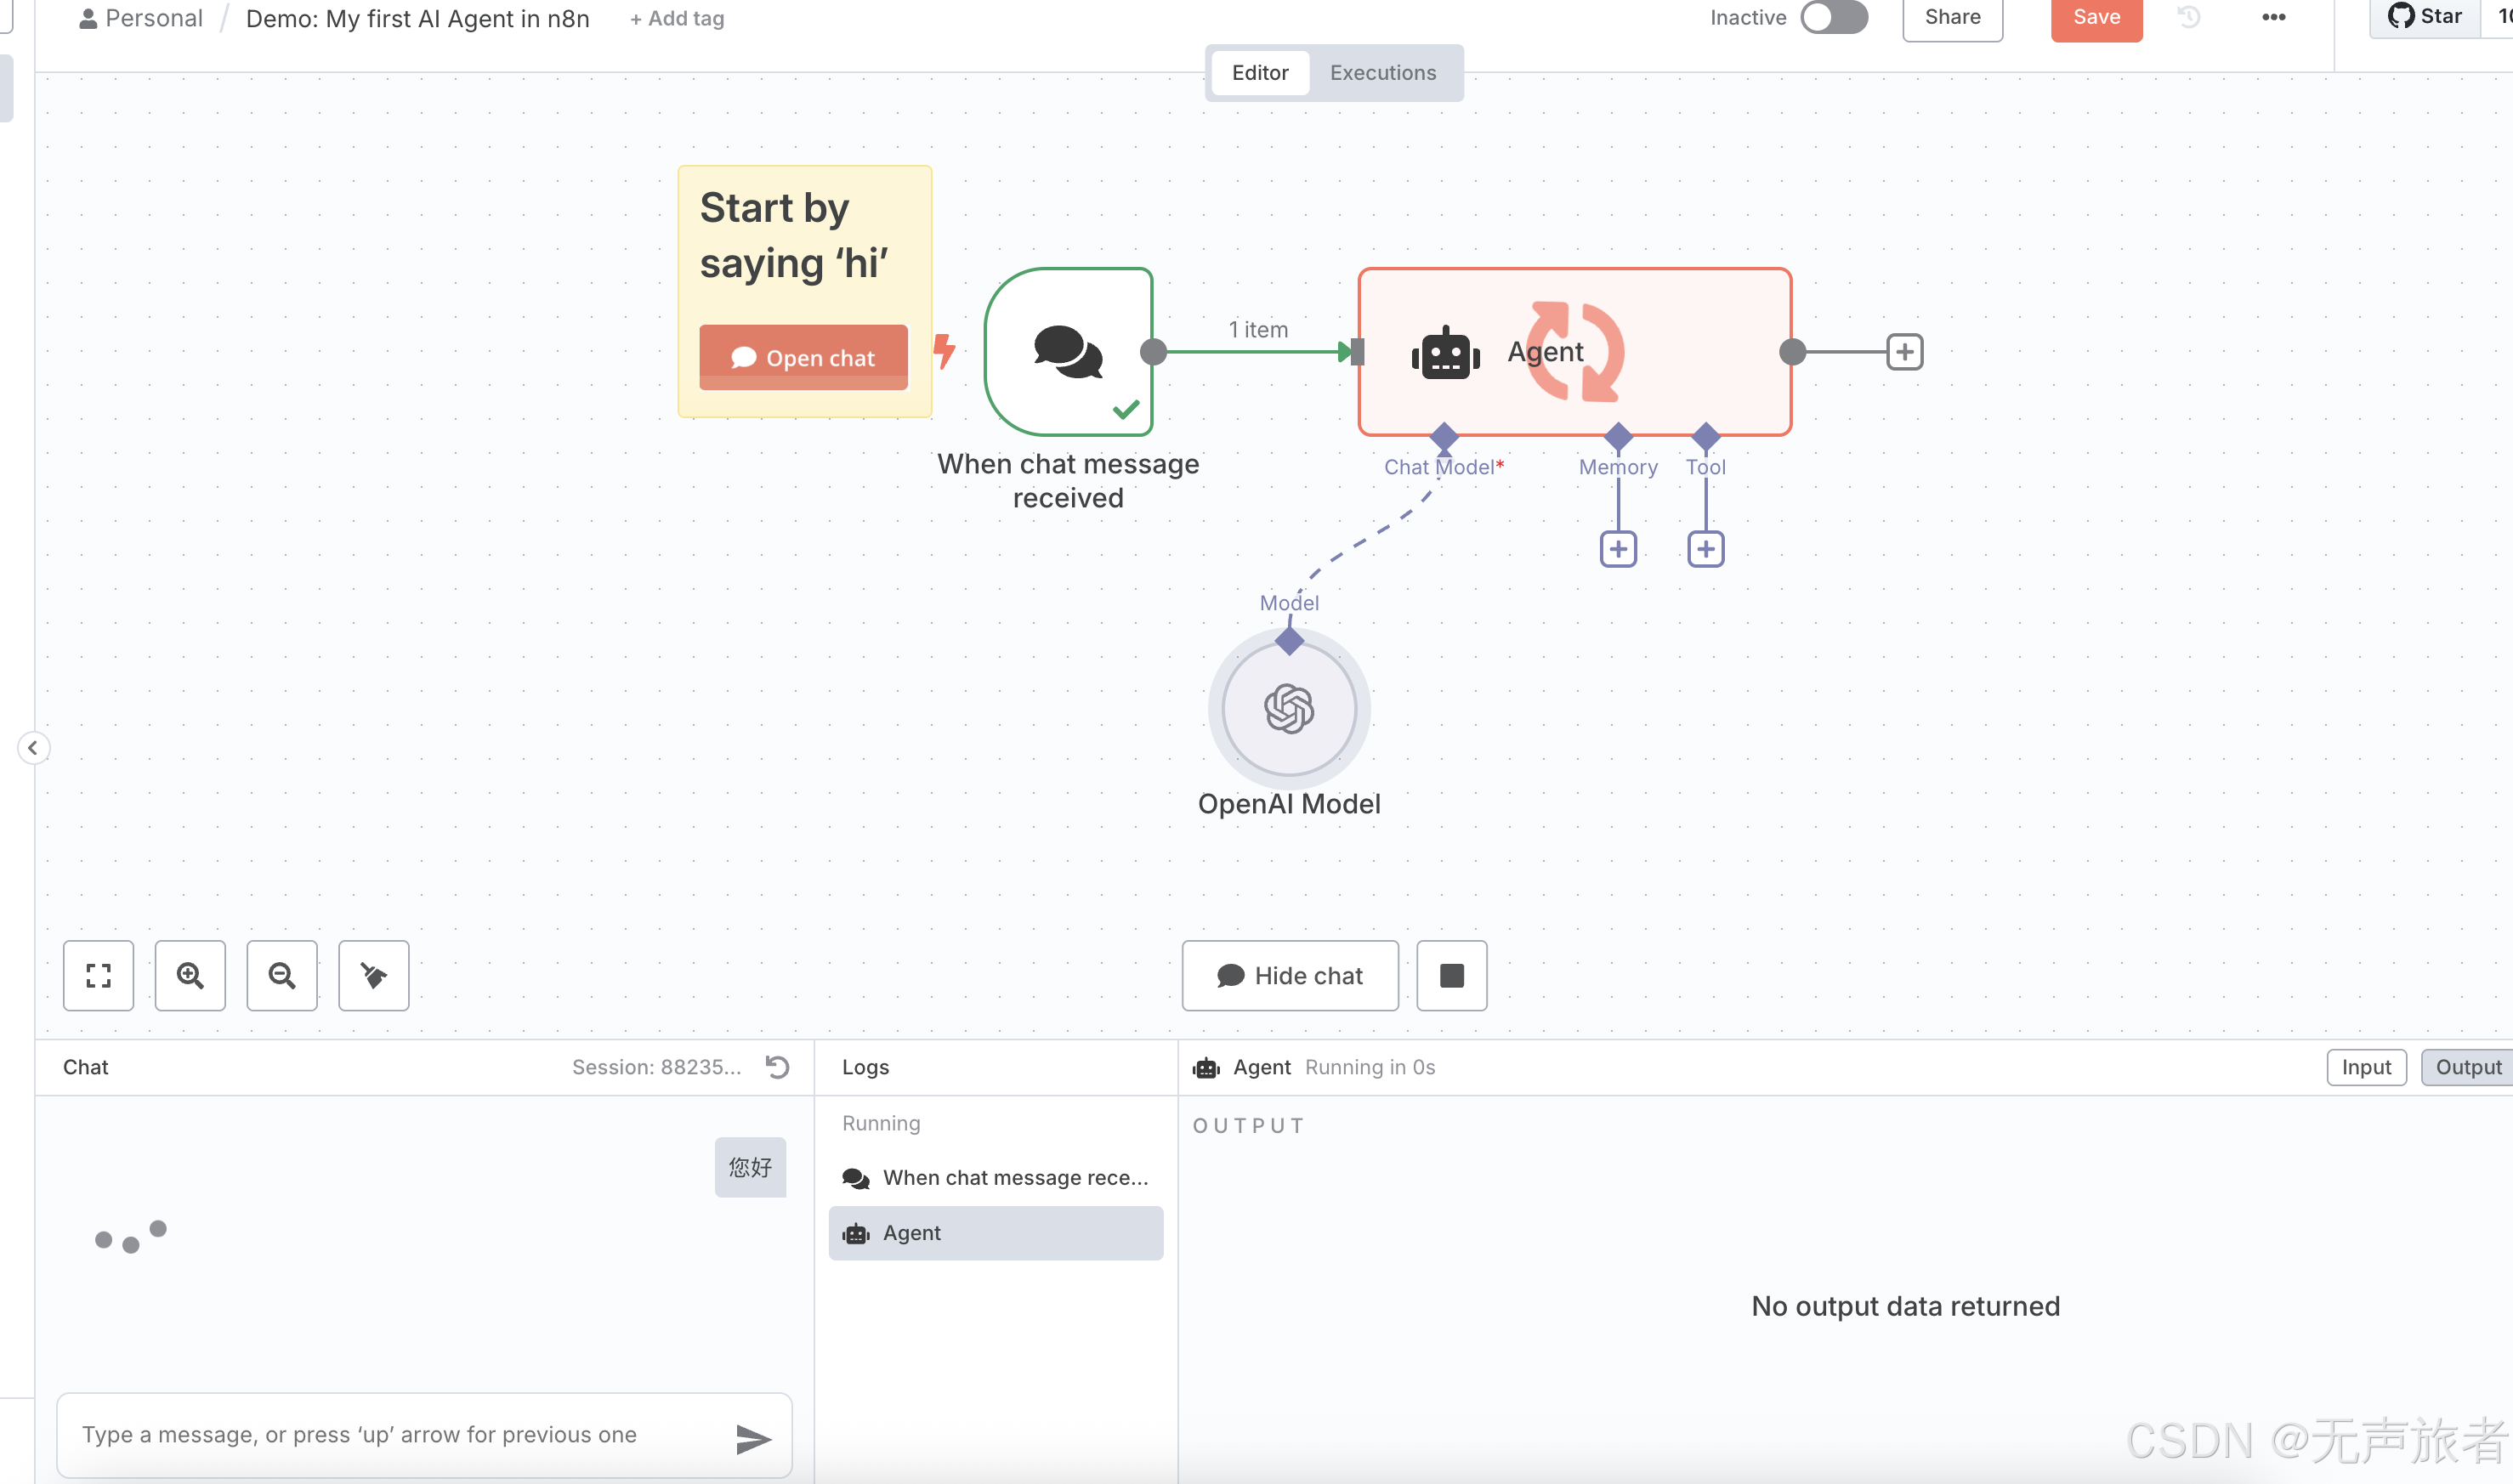 Personal / Demo: My first AI Agent in n8n + Add tag
Inactive
Share
Save
Star
Editor
Executions
Start by
saying ‘hi’
Open chat
1 item
Agent
When chat message
received
Chat Model*
Memory
Tool
Model
OpenAI Model
Hide chat
Chat
Session: 88235...
Logs
Agent Running in 0s
Input
Output
Running
OUTPUT
您好
When chat message rece...
Agent
No output data returned
Type a message, or press ‘up’ arrow for previous one
CSDN @无声旅者